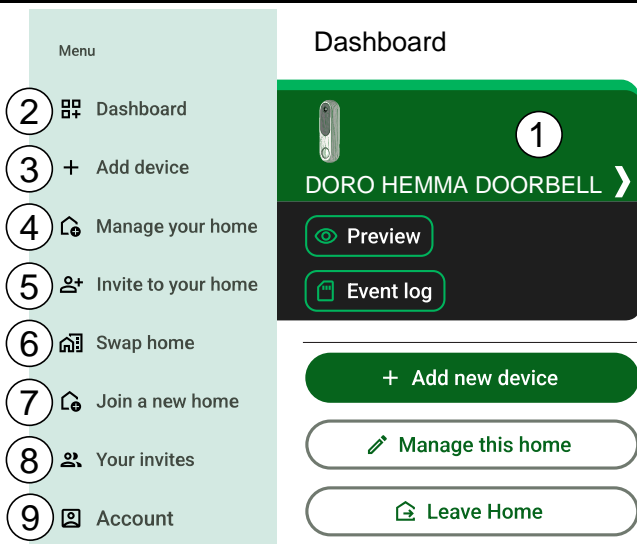 Menu
2 Dashboard
3 Add device
4 Manage your home
5 Invite to your home
6 Swap home
7 Join a new home
8 Your invites
9 Account
Dashboard
1
DORO HEMMA DOORBELL
Preview
Event log
+ Add new device
Manage this home
Leave Home